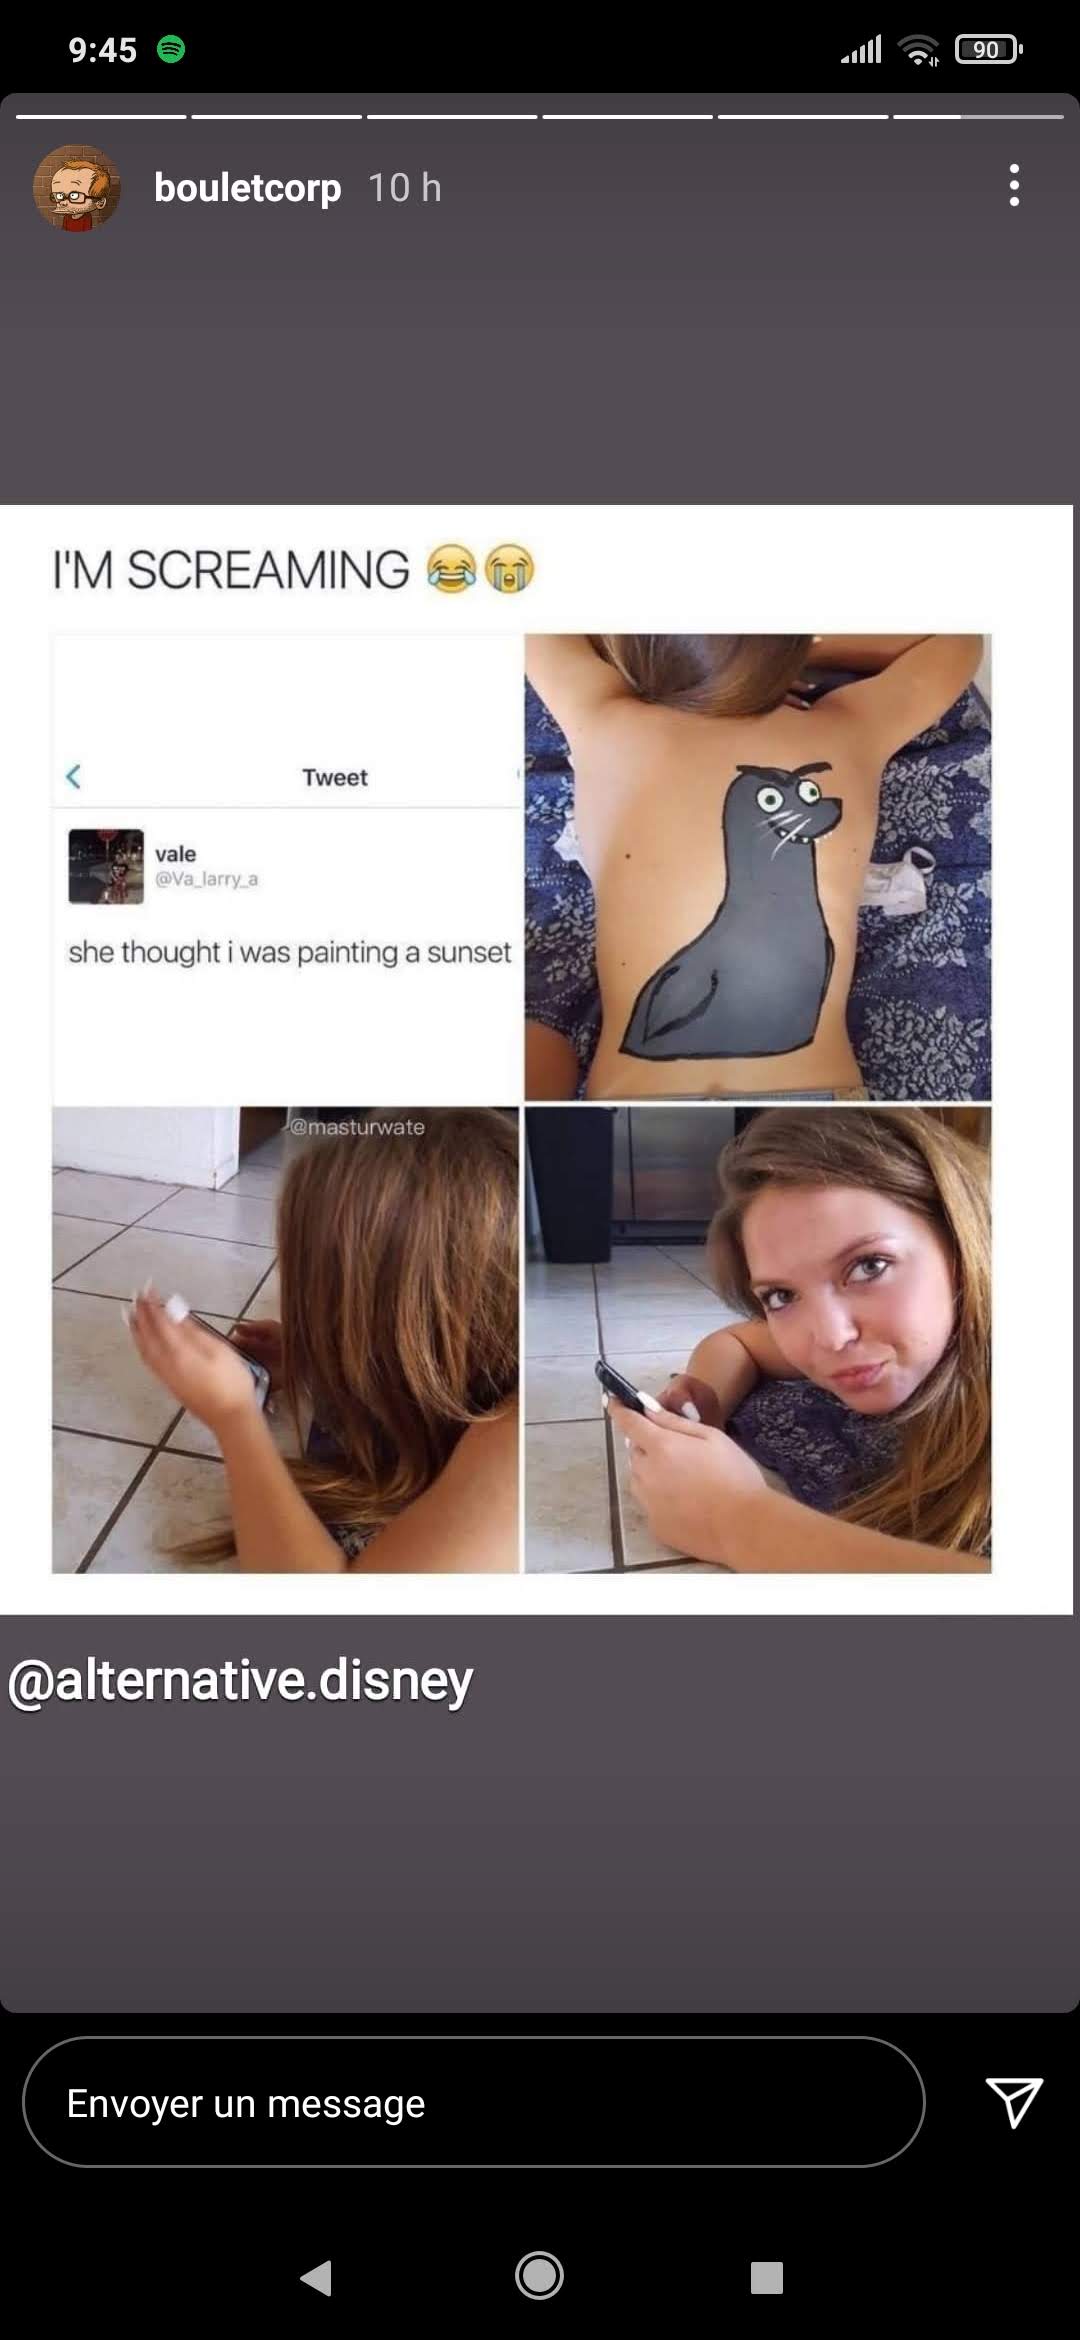 9:45
90
bouletcorp 10 h
I'M SCREAMING 😂😭
Tweet
vale
@Va_larry_a
she thought i was painting a sunset
@masturwate
@alternative.disney
Envoyer un message